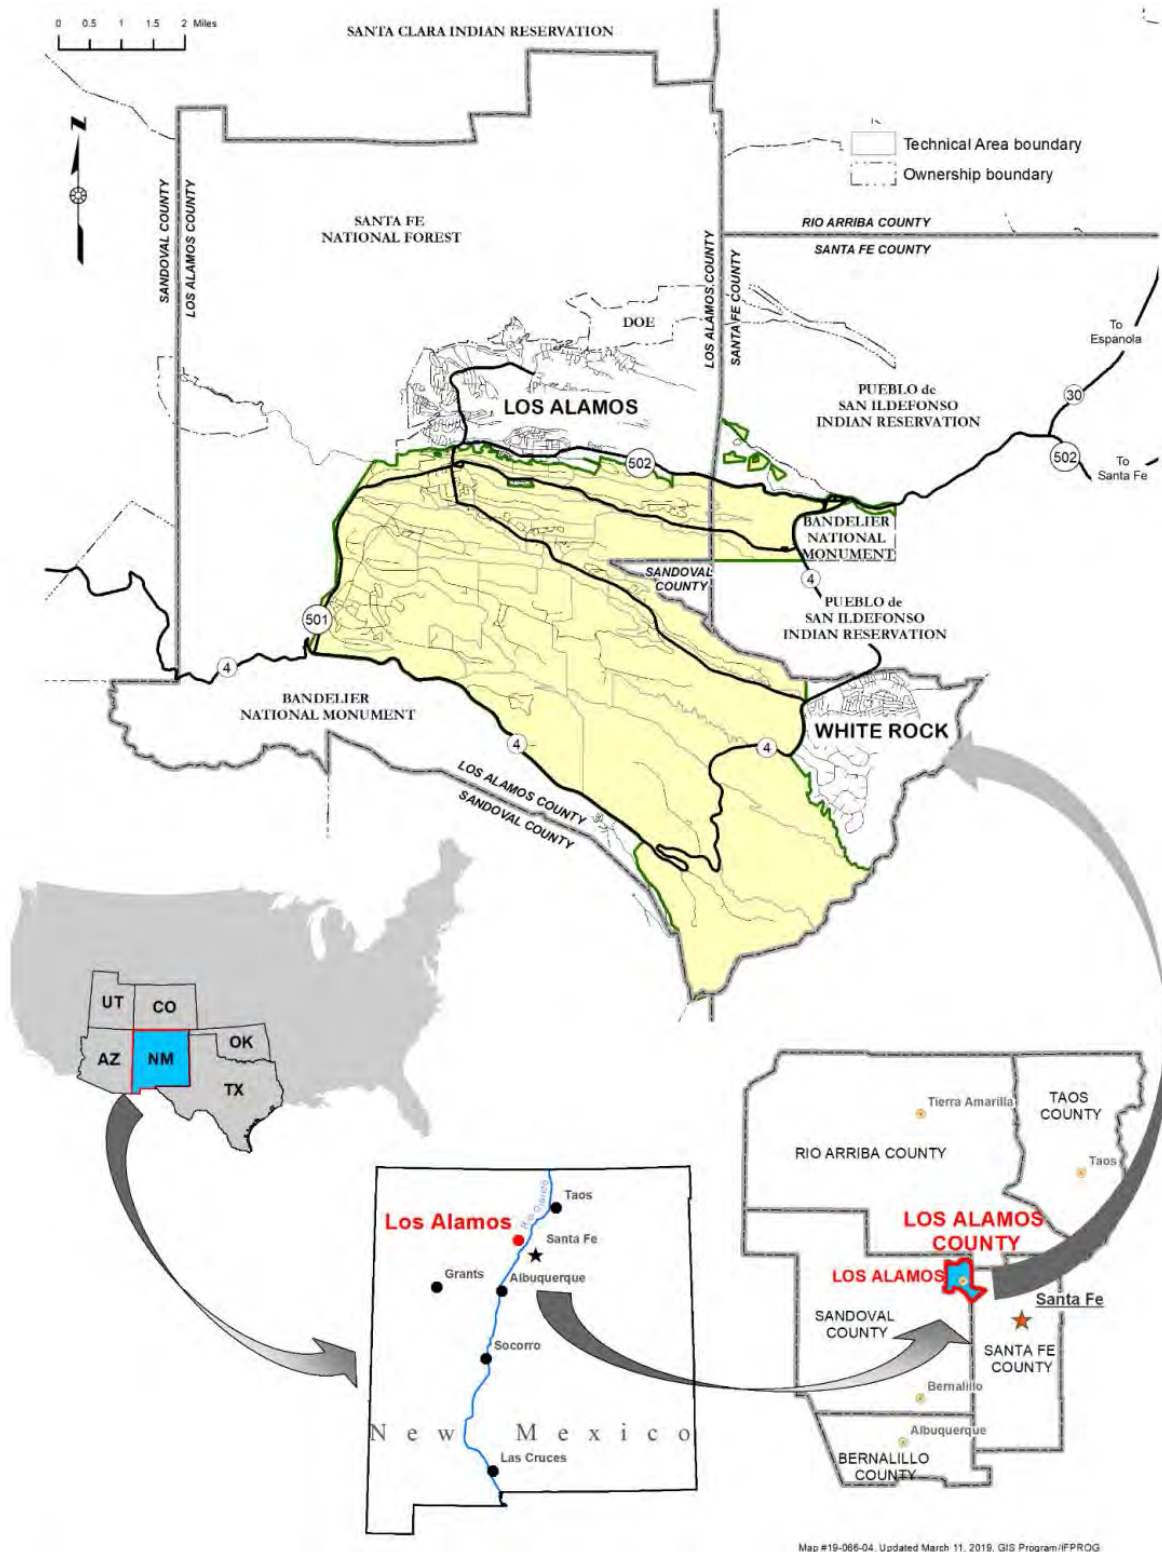 0 0.5 1 1.5 2 Miles
SANTA CLARA INDIAN RESERVATION
N
Technical Area boundary
Ownership boundary
SANDOVAL COUNTY
LOS ALAMOS COUNTY
SANTA FE
NATIONAL FOREST
RIO ARRIBA COUNTY
SANTA FE COUNTY
LOS ALAMOS COUNTY
SANTA FE COUNTY
DOE
To
Espanola
30
PUEBLO de
SAN ILDEFONSO
INDIAN RESERVATION
LOS ALAMOS
502
502
To
Santa Fe
BANDELIER
NATIONAL
MONUMENT
SANDOVAL
COUNTY
4
PUEBLO de
SAN ILDEFONSO
INDIAN RESERVATION
501
4
BANDELIER
NATIONAL MONUMENT
WHITE ROCK
4
4
LOS ALAMOS COUNTY
SANDOVAL COUNTY
UT
CO
AZ
NM
OK
TX
Tierra Amarilla
TAOS
COUNTY
RIO ARRIBA COUNTY
Taos
Rio Grande
Taos
Los Alamos
Santa Fe
Grants
Albuquerque
Socorro
New Mexico
Las Cruces
LOS ALAMOS
COUNTY
LOS ALAMOS
Santa Fe
SANDOVAL
COUNTY
SANTA FE
COUNTY
Bernalillo
Albuquerque
BERNALILLO
COUNTY
Map #19-066-04, Updated March 11, 2019, GIS Program/IFPROG